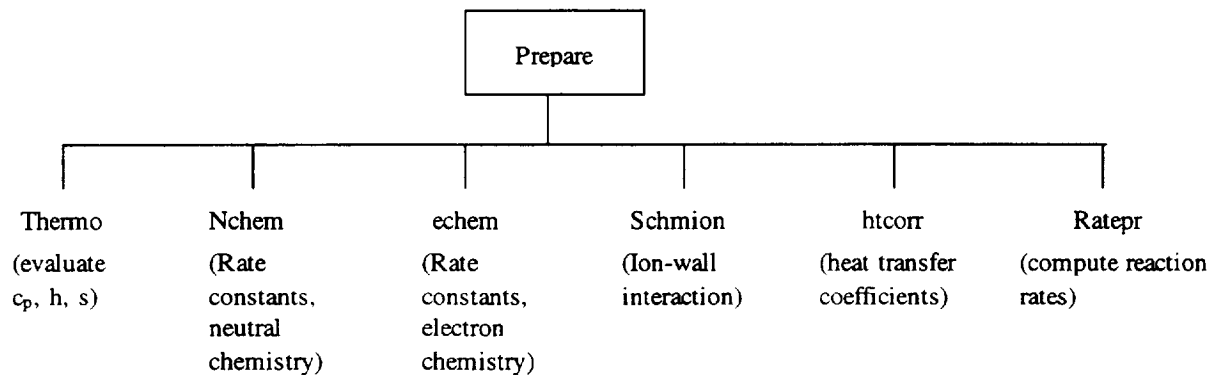 Prepare
Thermo
(evaluate
cₚ, h, s)
Nchem
(Rate
constants,
neutral
chemistry)
echem
(Rate
constants,
electron
chemistry)
Schmion
(Ion-wall
interaction)
htcorr
(heat transfer
coefficients)
Ratepr
(compute reaction
rates)